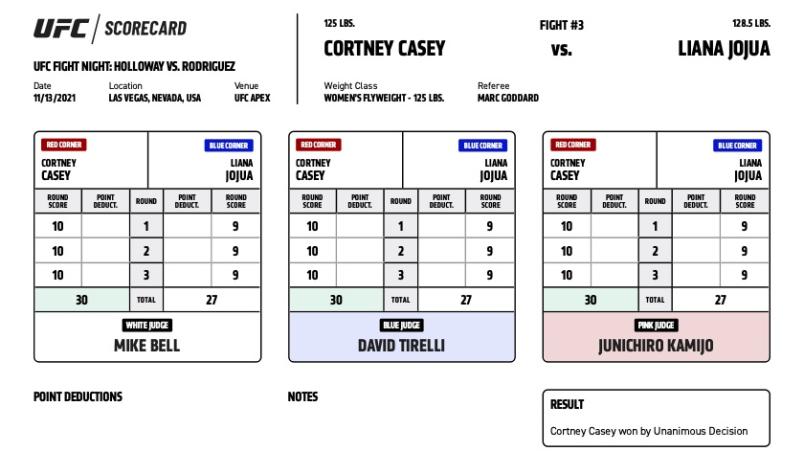 UFC / SCORECARD
UFC FIGHT NIGHT: HOLLOWAY VS. RODRIGUEZ
Date Location Venue
11/13/2021 LAS VEGAS, NEVADA, USA UFC APEX
125 LBS. FIGHT #3 128.5 LBS.
CORTNEY CASEY VS. LIANA JOJUA
Weight Class Referee
WOMEN'S FLYWEIGHT - 125 LBS. MARC GODDARD
RED CORNER BLUE CORNER
CORTNEY LIANA
CASEY JOJUA
ROUND POINT ROUND POINT ROUND
SCORE DEDUCT. DEDUCT. SCORE
10 1 9
10 2 9
10 3 9
30 TOTAL 27
WHITE JUDGE
MIKE BELL
RED CORNER BLUE CORNER
CORTNEY LIANA
CASEY JOJUA
ROUND POINT ROUND POINT ROUND
SCORE DEDUCT. DEDUCT. SCORE
10 1 9
10 2 9
10 3 9
30 TOTAL 27
BLUE JUDGE
DAVID TIRELLI
RED CORNER BLUE CORNER
CORTNEY LIANA
CASEY JOJUA
ROUND POINT ROUND POINT ROUND
SCORE DEDUCT. DEDUCT. SCORE
10 1 9
10 2 9
10 3 9
30 TOTAL 27
PINK JUDGE
JUNICHIRO KAMIJO
POINT DEDUCTIONS
NOTES
RESULT
Cortney Casey won by Unanimous Decision